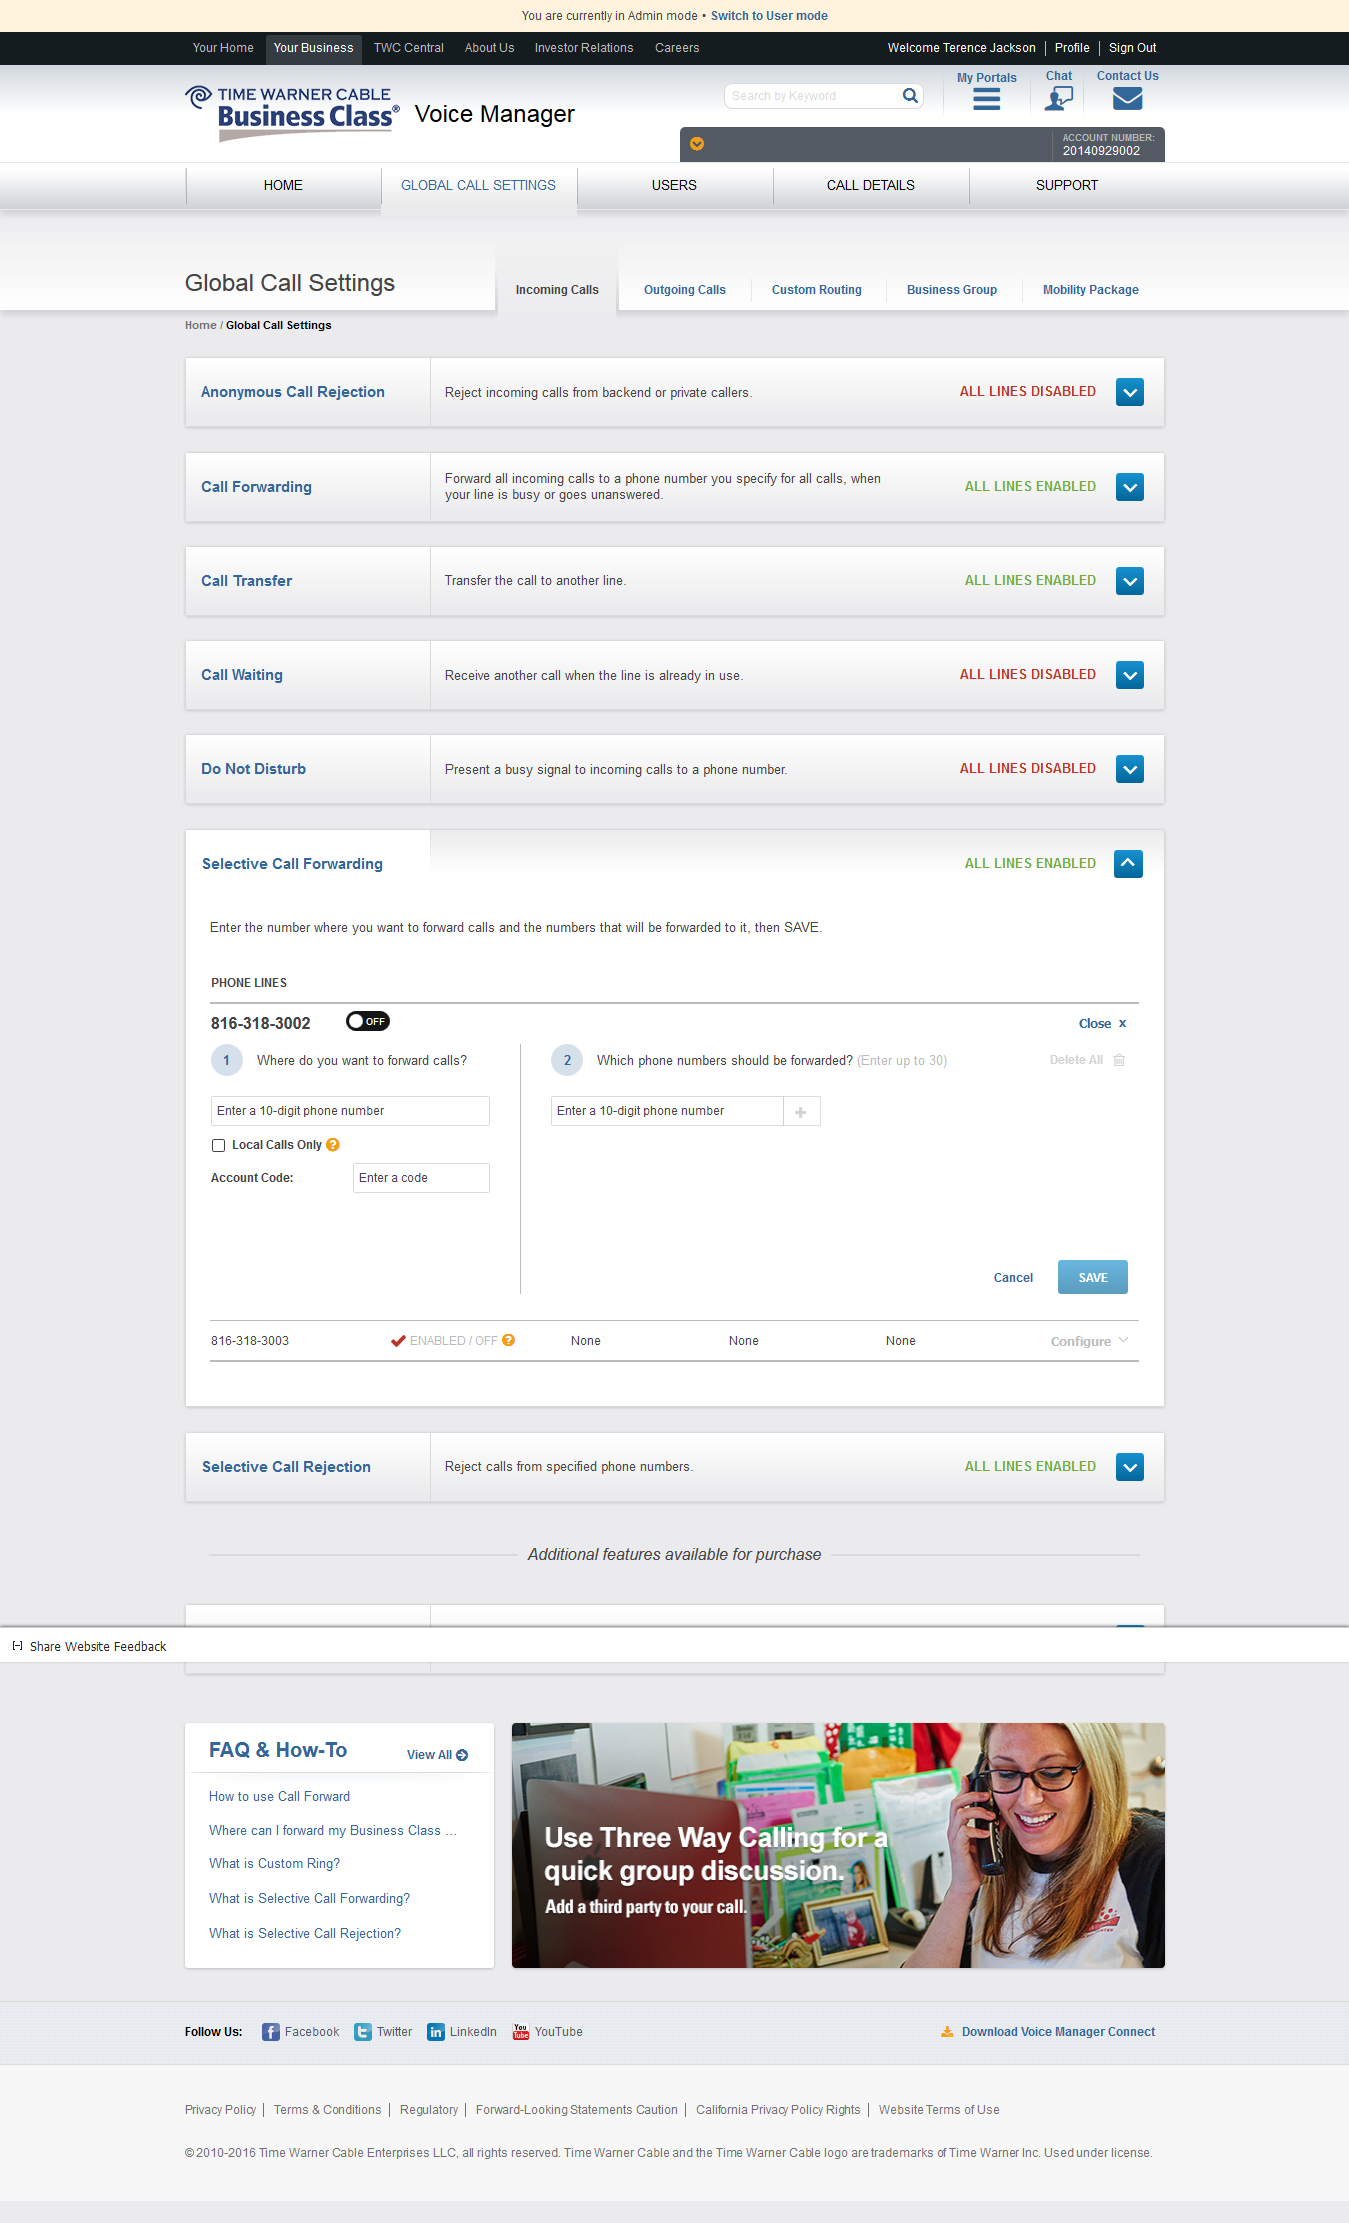 You are currently in Admin mode • Switch to User mode
Your Home Your Business TWC Central About Us Investor Relations Careers Welcome Terence Jackson Profile Sign Out
TIME WARNER CABLE
Business Class® Voice Manager
Search by Keyword
My Portals Chat Contact Us
ACCOUNT NUMBER:
20140929002
HOME GLOBAL CALL SETTINGS USERS CALL DETAILS SUPPORT
Global Call Settings Incoming Calls Outgoing Calls Custom Routing Business Group Mobility Package
Home / Global Call Settings
Anonymous Call Rejection Reject incoming calls from backend or private callers. ALL LINES DISABLED
Call Forwarding Forward all incoming calls to a phone number you specify for all calls, when
your line is busy or goes unanswered. ALL LINES ENABLED
Call Transfer Transfer the call to another line. ALL LINES ENABLED
Call Waiting Receive another call when the line is already in use. ALL LINES DISABLED
Do Not Disturb Present a busy signal to incoming calls to a phone number. ALL LINES DISABLED
Selective Call Forwarding ALL LINES ENABLED
Enter the number where you want to forward calls and the numbers that will be forwarded to it, then SAVE.
PHONE LINES
816-318-3002 OFF Close x
1 Where do you want to forward calls? 2 Which phone numbers should be forwarded? (Enter up to 30) Delete All
Enter a 10-digit phone number Enter a 10-digit phone number
Local Calls Only ?
Account Code: Enter a code
Cancel SAVE
816-318-3003 ENABLED / OFF ? None None None Configure
Selective Call Rejection Reject calls from specified phone numbers. ALL LINES ENABLED
Additional features available for purchase
[-] Share Website Feedback
FAQ & How-To View All
How to use Call Forward
Where can I forward my Business Class ...
What is Custom Ring?
What is Selective Call Forwarding?
What is Selective Call Rejection?
Use Three Way Calling for a
quick group discussion.
Add a third party to your call.
Follow Us: Facebook Twitter in LinkedIn You Tube YouTube Download Voice Manager Connect
Privacy Policy Terms & Conditions Regulatory Forward-Looking Statements Caution California Privacy Policy Rights Website Terms of Use
© 2010-2016 Time Warner Cable Enterprises LLC, all rights reserved. Time Warner Cable and the Time Warner Cable logo are trademarks of Time Warner Inc. Used under license.